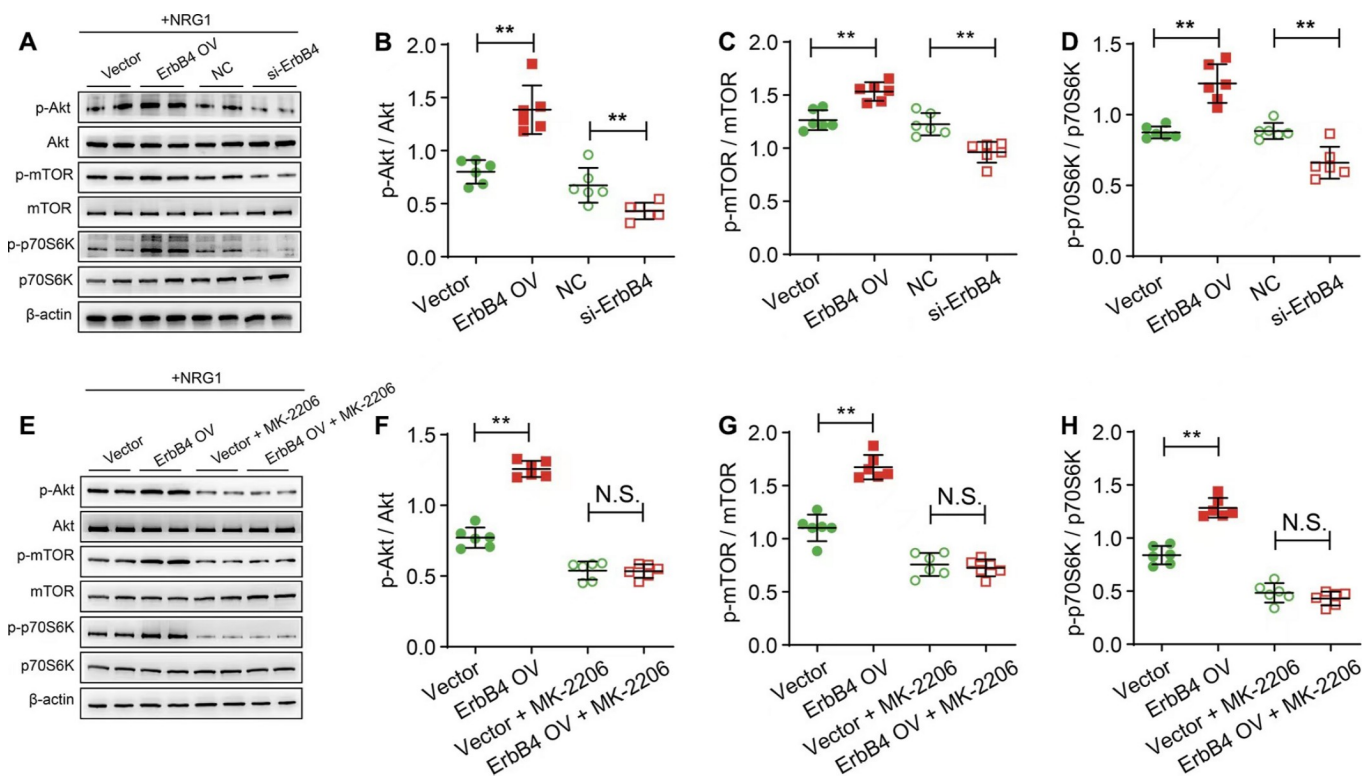 +NRG1
A
Vector
ErbB4 OV
NC
si-ErbB4
p-Akt
Akt
p-mTOR
mTOR
p-p70S6K
p70S6K
β-actin
B
p-Akt / Akt
2.0
1.5
1.0
0.5
0.0
**
**
Vector
ErbB4 OV
NC
si-ErbB4
C
p-mTOR / mTOR
2.0
1.5
1.0
0.5
0.0
**
**
Vector
ErbB4 OV
NC
si-ErbB4
D
p-p70S6K / p70S6K
1.5
1.0
0.5
0.0
**
**
Vector
ErbB4 OV
NC
si-ErbB4
+NRG1
E
Vector
ErbB4 OV
Vector + MK-2206
ErbB4 OV + MK-2206
p-Akt
Akt
p-mTOR
mTOR
p-p70S6K
p70S6K
β-actin
F
p-Akt / Akt
1.5
1.0
0.5
0.0
**
N.S.
Vector
ErbB4 OV
Vector + MK-2206
ErbB4 OV + MK-2206
G
p-mTOR / mTOR
2.0
1.5
1.0
0.5
0.0
**
N.S.
Vector
ErbB4 OV
Vector + MK-2206
ErbB4 OV + MK-2206
H
p-p70S6K / p70S6K
2.0
1.5
1.0
0.5
0.0
**
N.S.
Vector
ErbB4 OV
Vector + MK-2206
ErbB4 OV + MK-2206